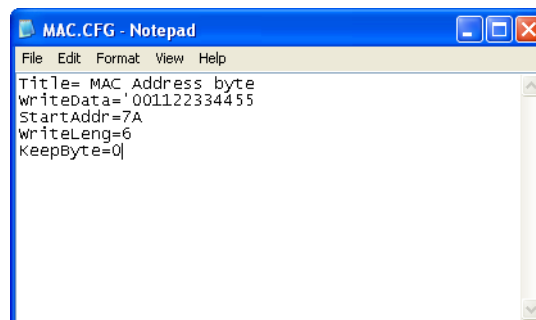 MAC.CFG - Notepad
File Edit Format View Help
Title= MAC Address byte
WriteData='001122334455
StartAddr=7A
WriteLeng=6
KeepByte=0